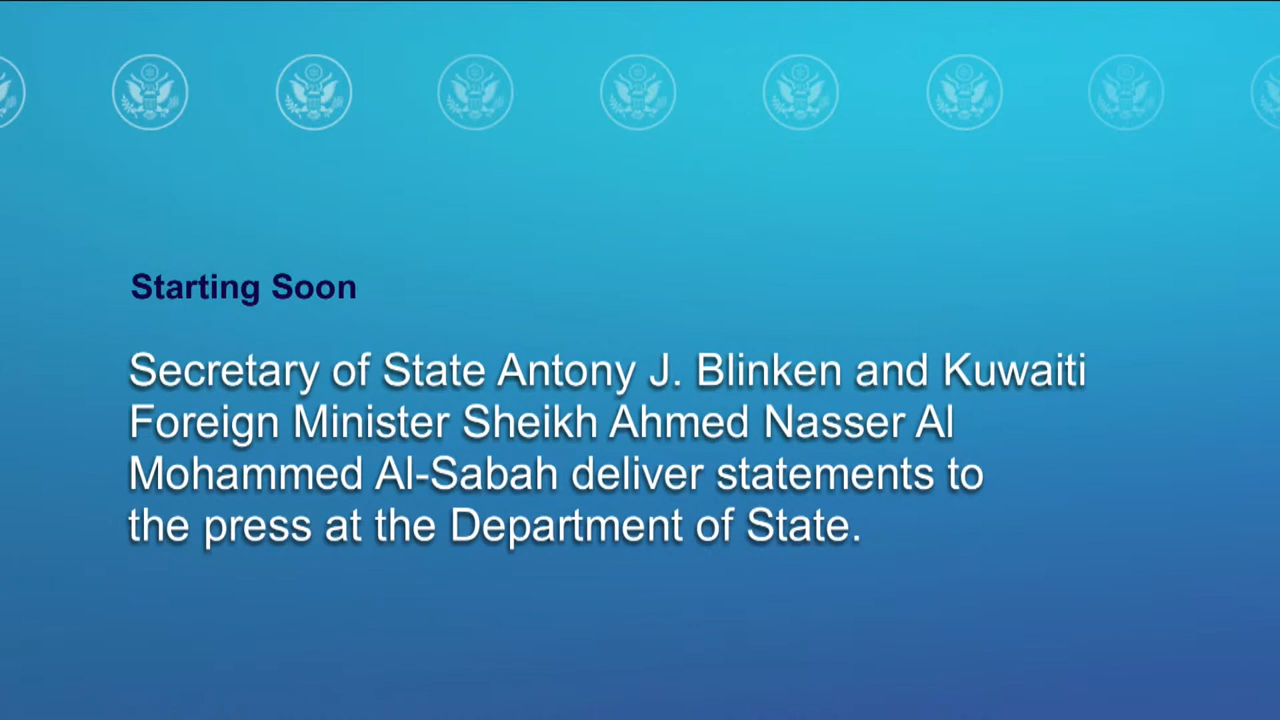 Starting Soon
Secretary of State Antony J. Blinken and Kuwaiti
Foreign Minister Sheikh Ahmed Nasser Al
Mohammed Al-Sabah deliver statements to
the press at the Department of State.